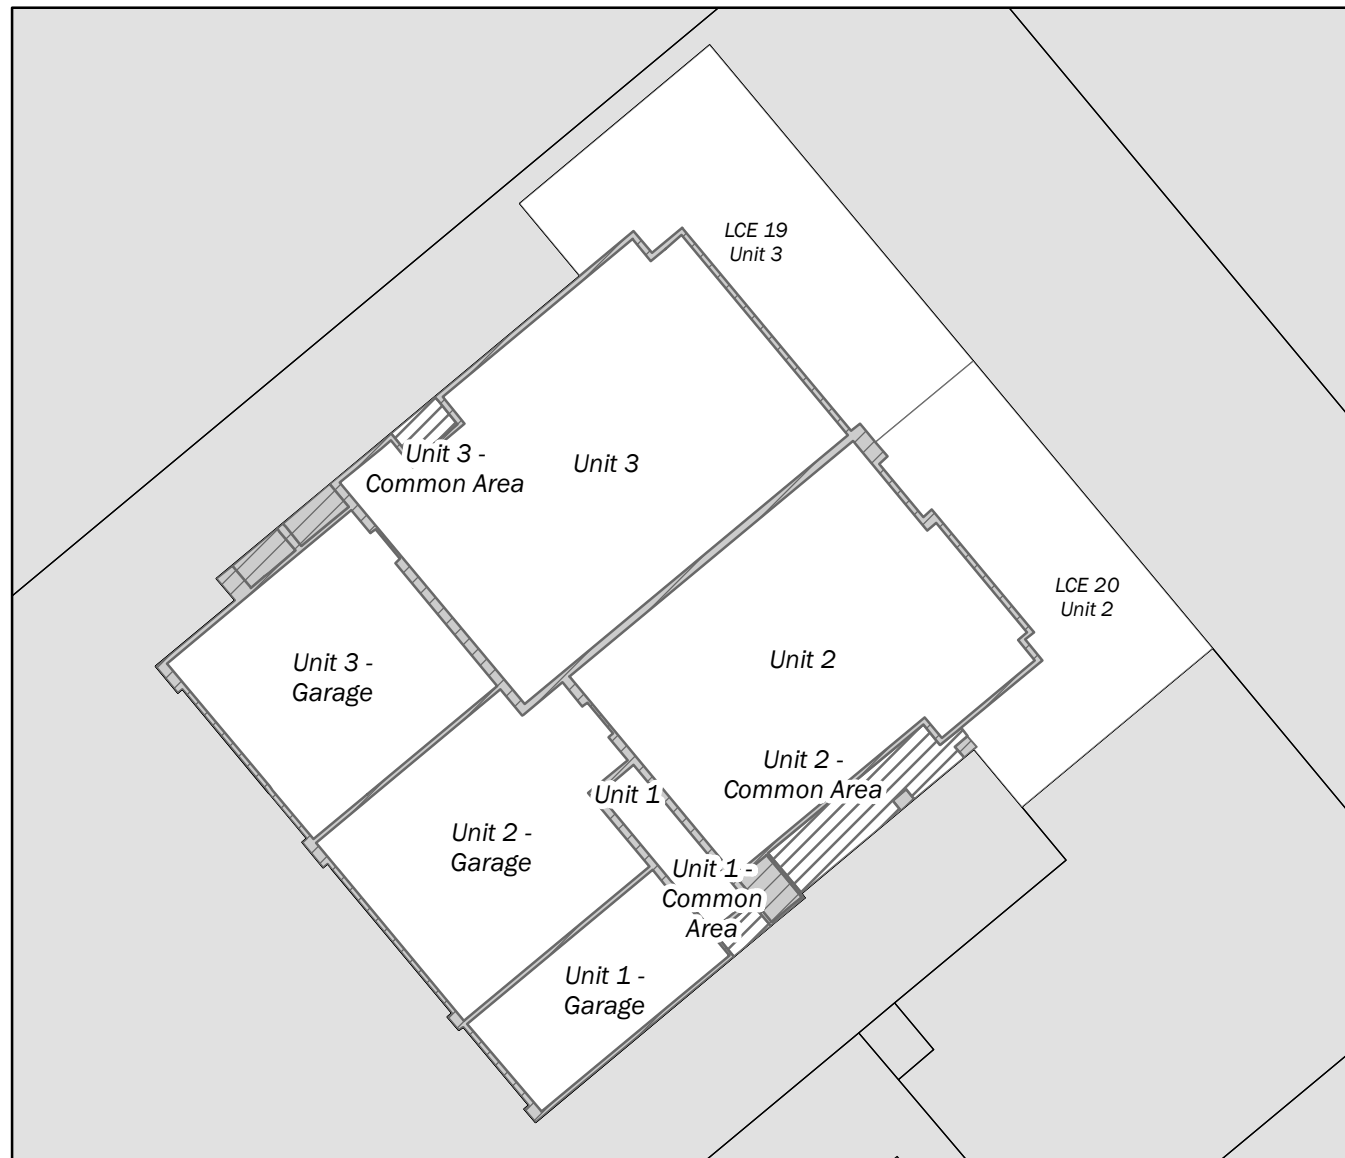 LCE 19
Unit 3
Unit 3 -
Common Area
Unit 3
LCE 20
Unit 2
Unit 3 -
Garage
Unit 2
Unit 2 -
Common Area
Unit 1
Unit 2 -
Garage
Unit 1 -
Common
Area
Unit 1 -
Garage